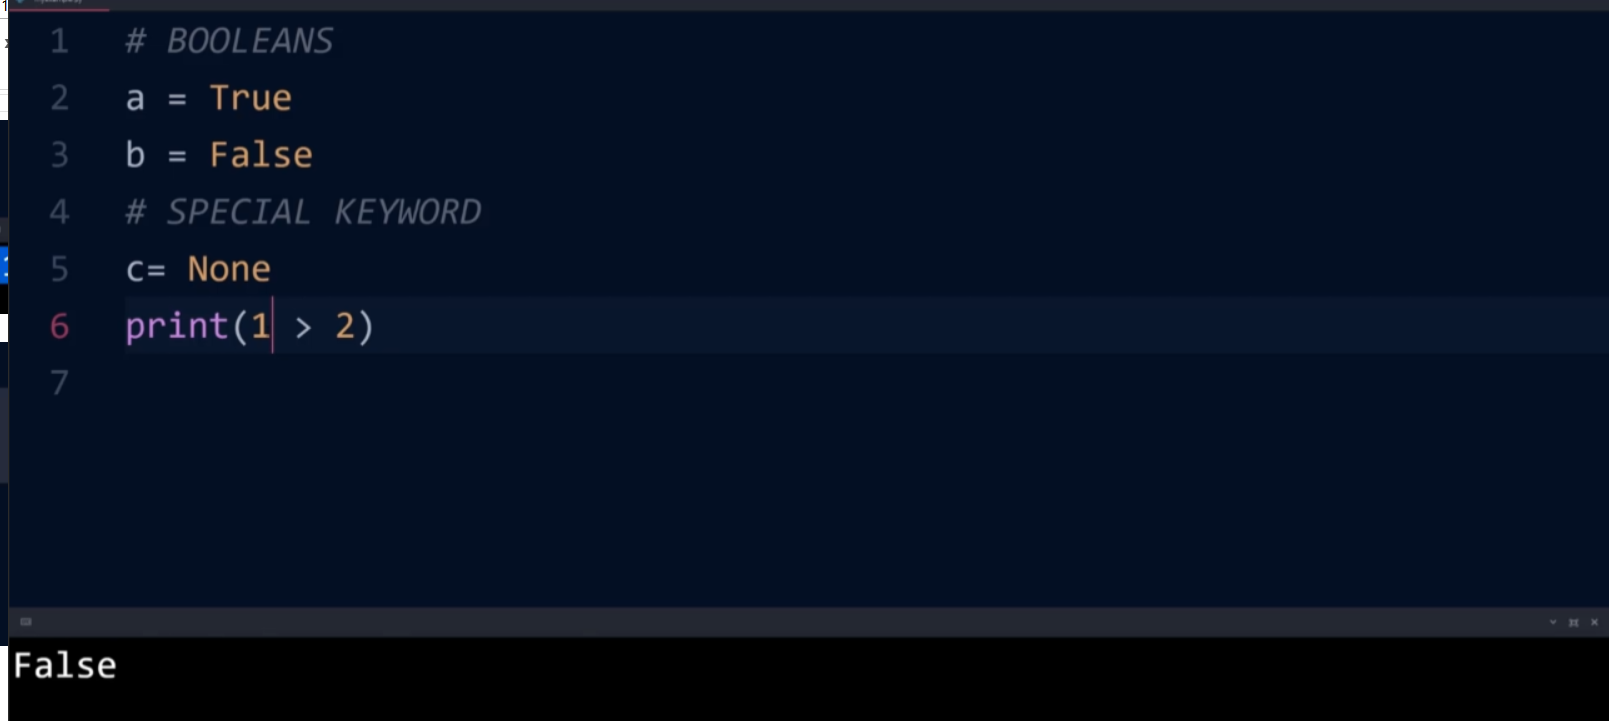 1 # BOOLEANS
2 a = True
3 b = False
4 # SPECIAL KEYWORD
5 c= None
6 print(1 > 2)
7
False